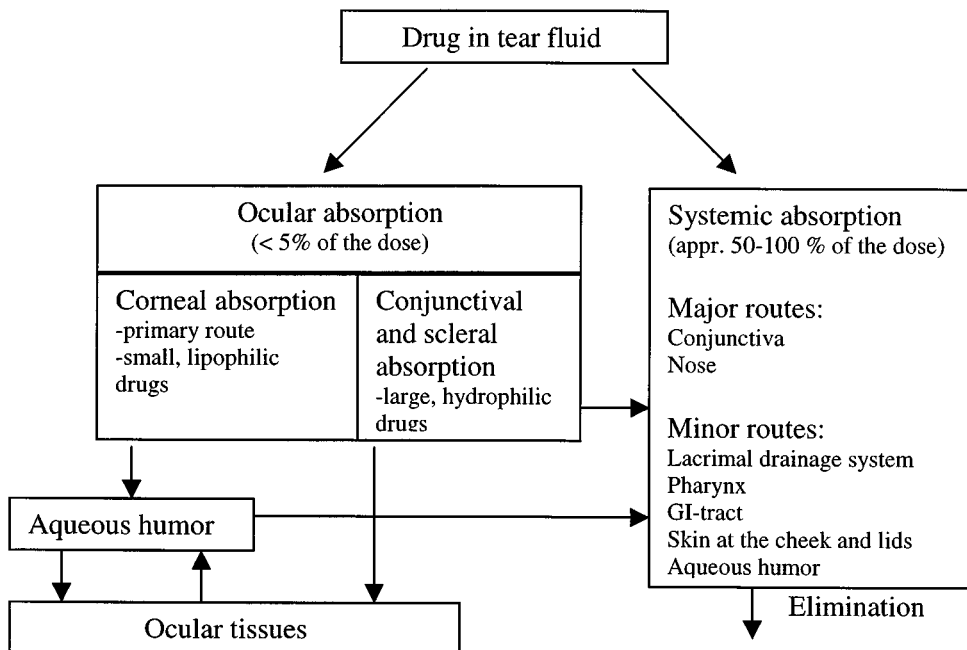 Drug in tear fluid
Ocular absorption
(< 5% of the dose)
Corneal absorption
-primary route
-small, lipophilic
drugs
Conjunctival
and scleral
absorption
-large, hydrophilic
drugs
Systemic absorption
(appr. 50-100 % of the dose)
Major routes:
Conjunctiva
Nose
Minor routes:
Lacrimal drainage system
Pharynx
GI-tract
Skin at the cheek and lids
Aqueous humor
Aqueous humor
Ocular tissues
Elimination